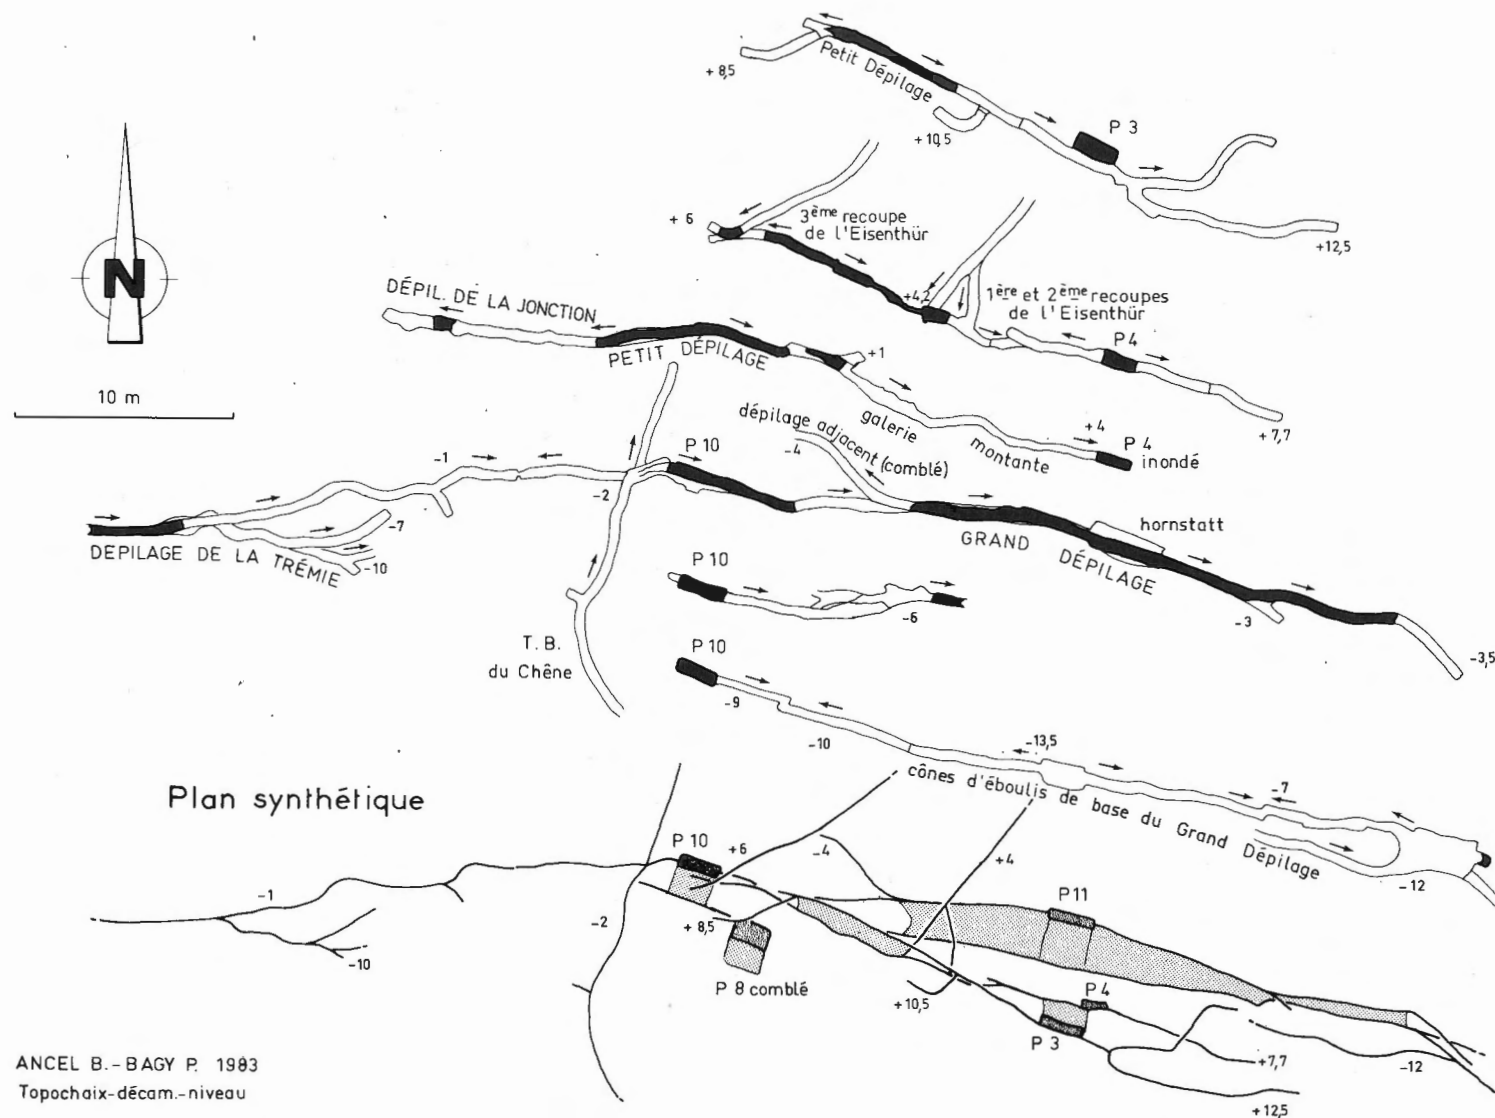 + 8,5
Petit Dépilage
+ 10,5
P 3
+12,5
+ 6
3ème recoupe
de l'Eisenthür
+4,2
1ère et 2ème recoupes
de l'Eisenthür
P4
+7,7
N
10 m
DÉPIL. DE LA JONCTION
PETIT DÉPILAGE
+1
galerie
montante
+4
P 4
inondé
dépilage adjacent (comblé)
-4
P 10
-1
-2
-7
-10
DEPILAGE DE LA TRÉMIE
GRAND DÉPILAGE
hornstatt
-3
-3,5
P 10
-6
T. B.
du Chêne
P 10
-9
-10
-13,5
-7
cônes d'éboulis de base du Grand Dépilage
-12
Plan synthétique
P 10
+6
-4
+4
-1
-2
-10
+ 8,5
P 8 comblé
P11
+10,5
P 4
P 3
+7,7
-12
+12,5
ANCEL B.-BAGY P. 1983
Topochaix-décam.-niveau